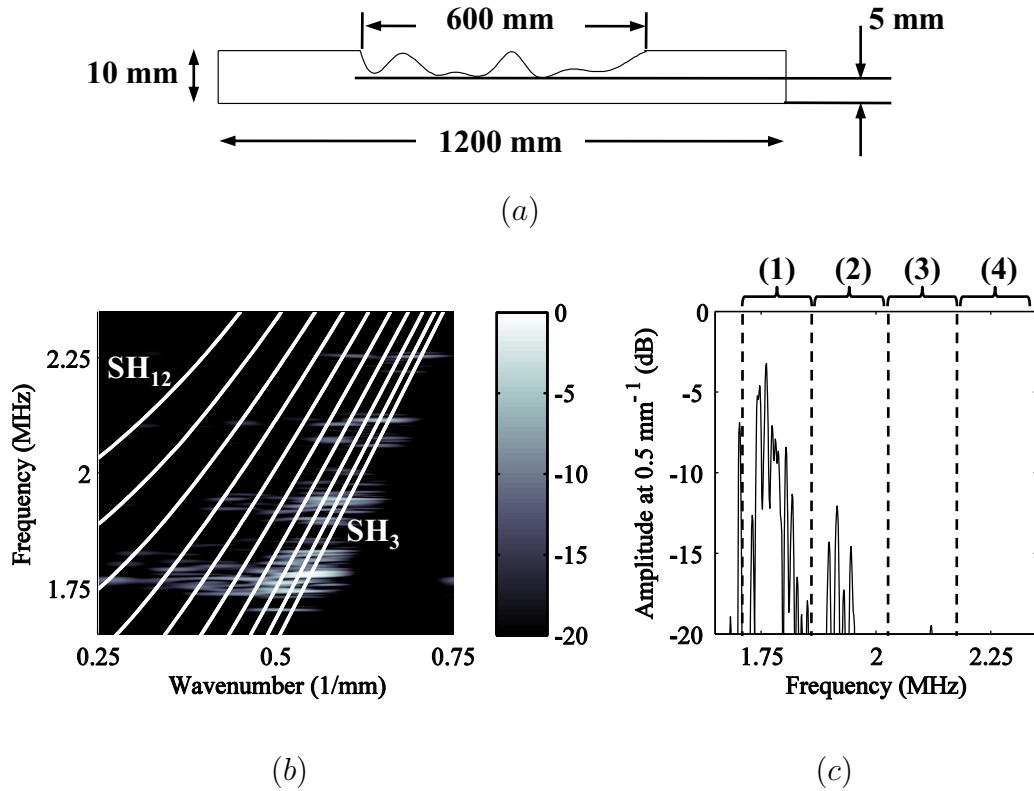 600 mm
5 mm
10 mm
1200 mm
(a)
SH12
SH3
2.25
2
1.75
0.25
0.5
0.75
Frequency (MHz)
Wavenumber (1/mm)
0
-5
-10
-15
-20
(b)
(1)
(2)
(3)
(4)
0
-5
-10
-15
-20
Amplitude at 0.5 mm-1 (dB)
1.75
2
2.25
Frequency (MHz)
(c)